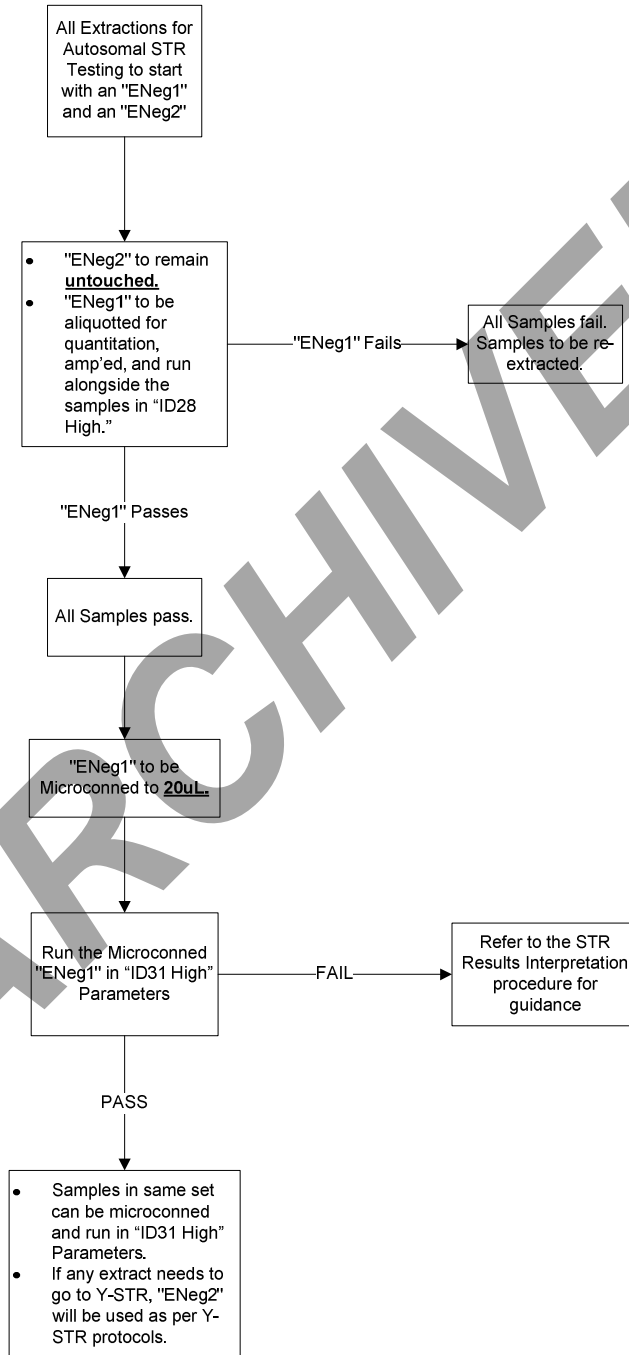 All Extractions for
Autosomal STR
Testing to start
with an "ENeg1"
and an "ENeg2"
• "ENeg2" to remain
untouched.
• "ENeg1" to be
aliquotted for
quantitation,
amp'ed, and run
alongside the
samples in “ID28
High.”
"ENeg1" Fails
All Samples fail.
Samples to be re-
extracted.
"ENeg1" Passes
All Samples pass.
"ENeg1" to be
Microconned to 20uL.
Run the Microconned
"ENeg1" in “ID31 High”
Parameters
FAIL
Refer to the STR
Results Interpretation
procedure for
guidance
PASS
• Samples in same set
can be microconned
and run in “ID31 High”
Parameters.
• If any extract needs to
go to Y-STR, "ENeg2"
will be used as per Y-
STR protocols.
ARCHIVE